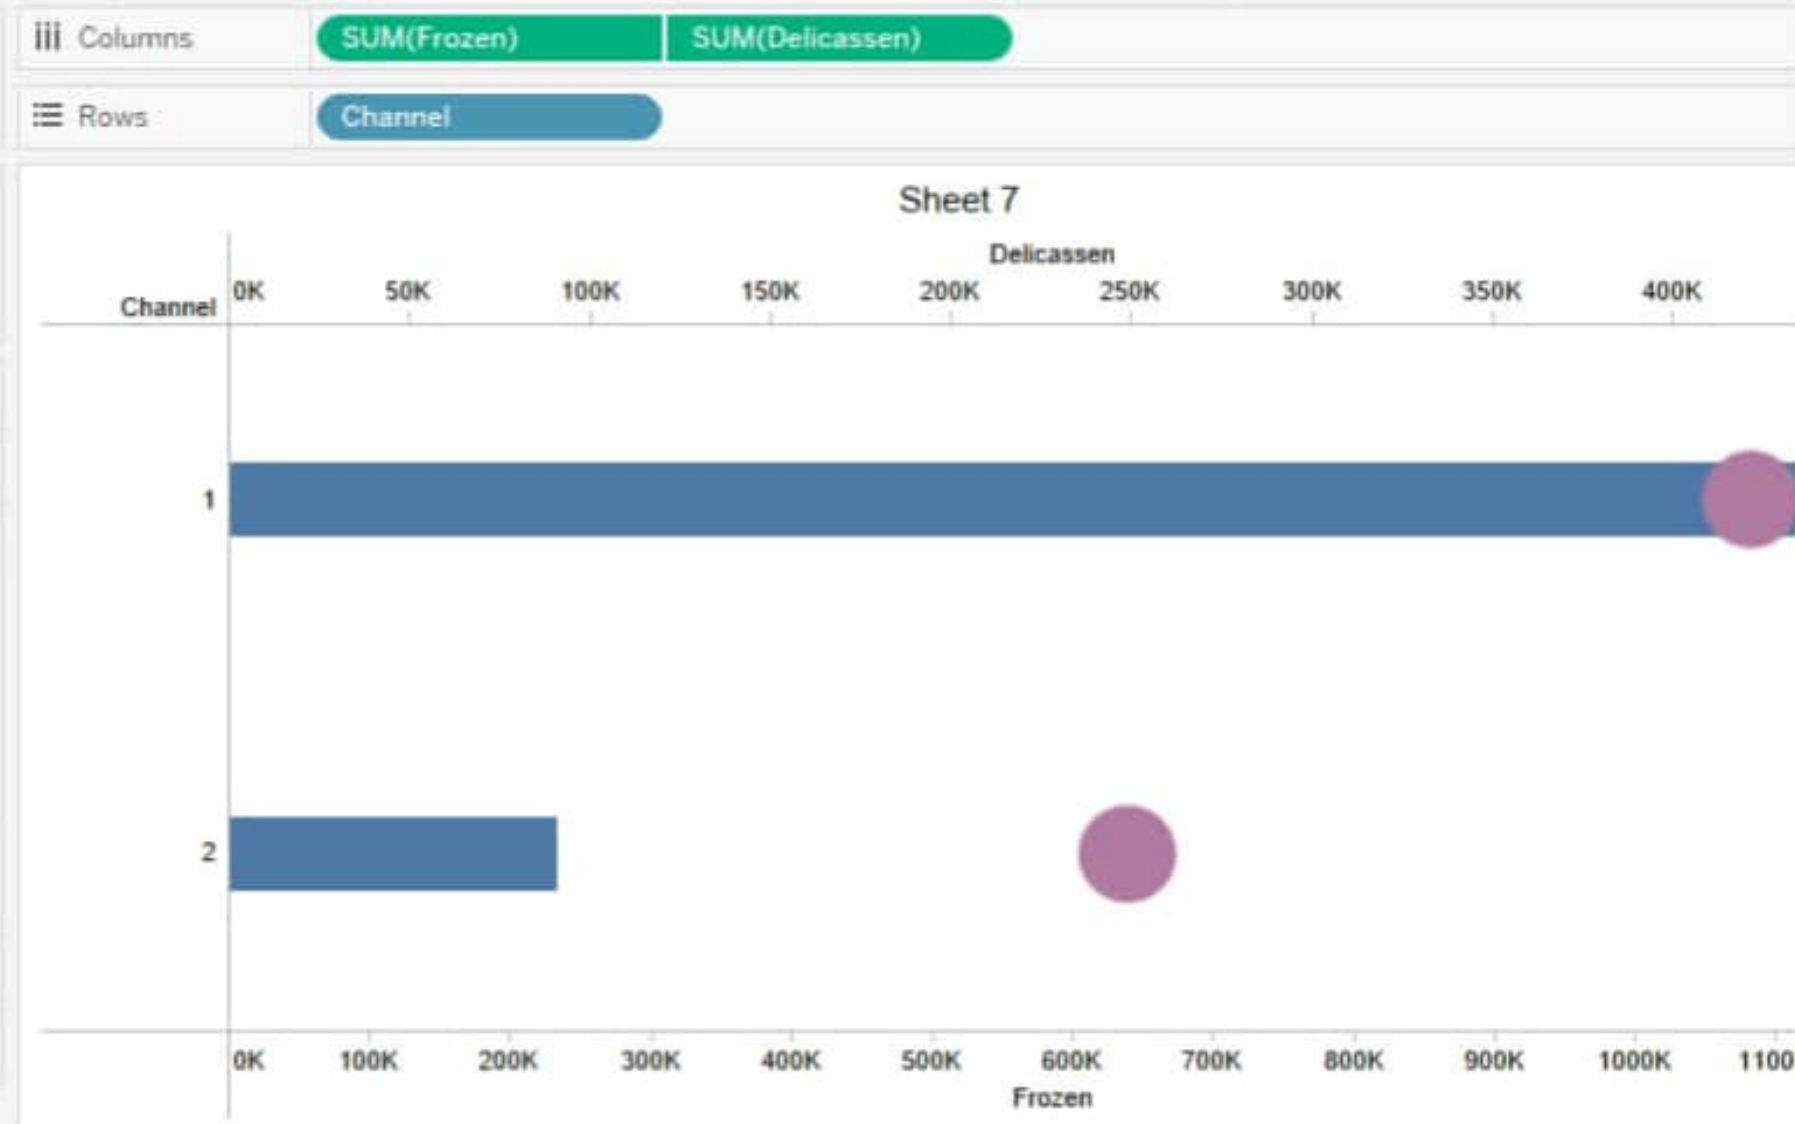 Columns SUM(Frozen) SUM(Delicassen)
Rows Channel
Sheet 7
Delicassen
0K 50K 100K 150K 200K 250K 300K 350K 400K
Channel
1
2
0K 100K 200K 300K 400K 500K 600K 700K 800K 900K 1000K 1100
Frozen